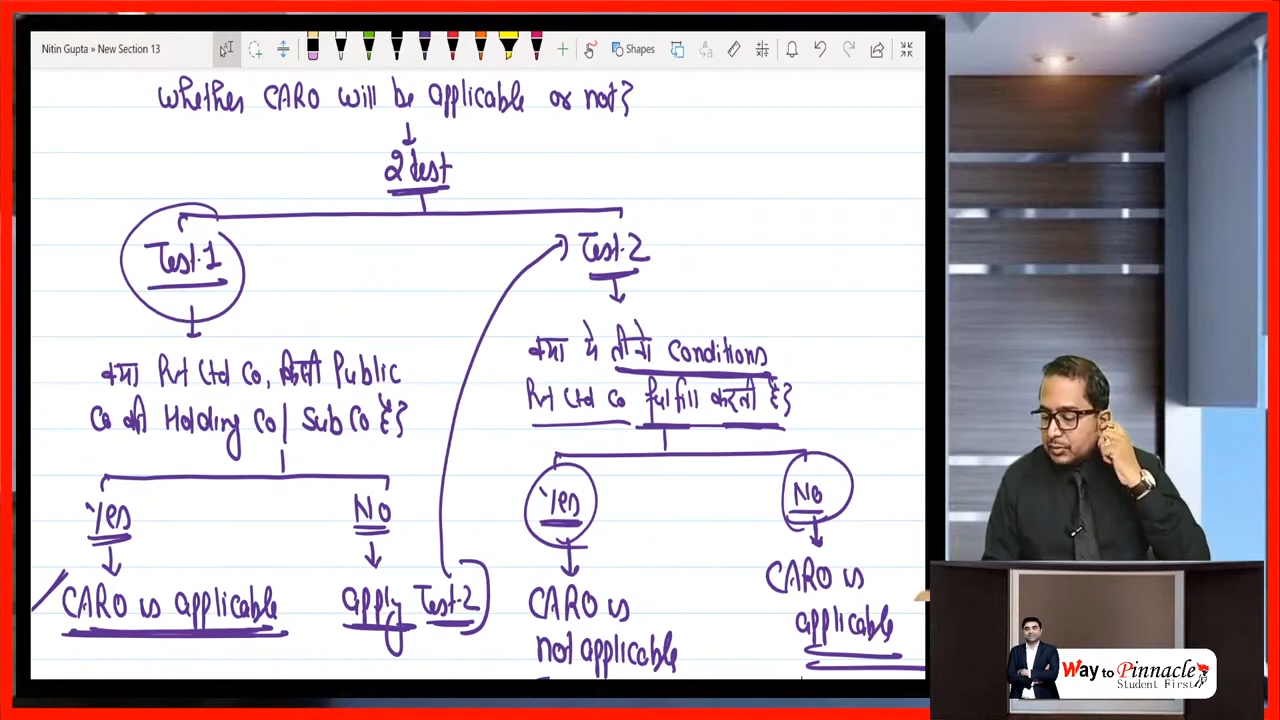 Nitin Gupta » New Section 13
Shapes
Whether CARO will be applicable or not?
2 test
Test-1
Test-2
क्या Pvt Ltd Co, किसी Public
Co की Holding Co / Sub Co है?
Yes
No
CARO is applicable
apply Test-2
क्या ये तीनो Conditions
Pvt Ltd Co fulfill करती है?
Yes
No
CARO is
not applicable
CARO is
applicable
Way to Pinnacle
Student First